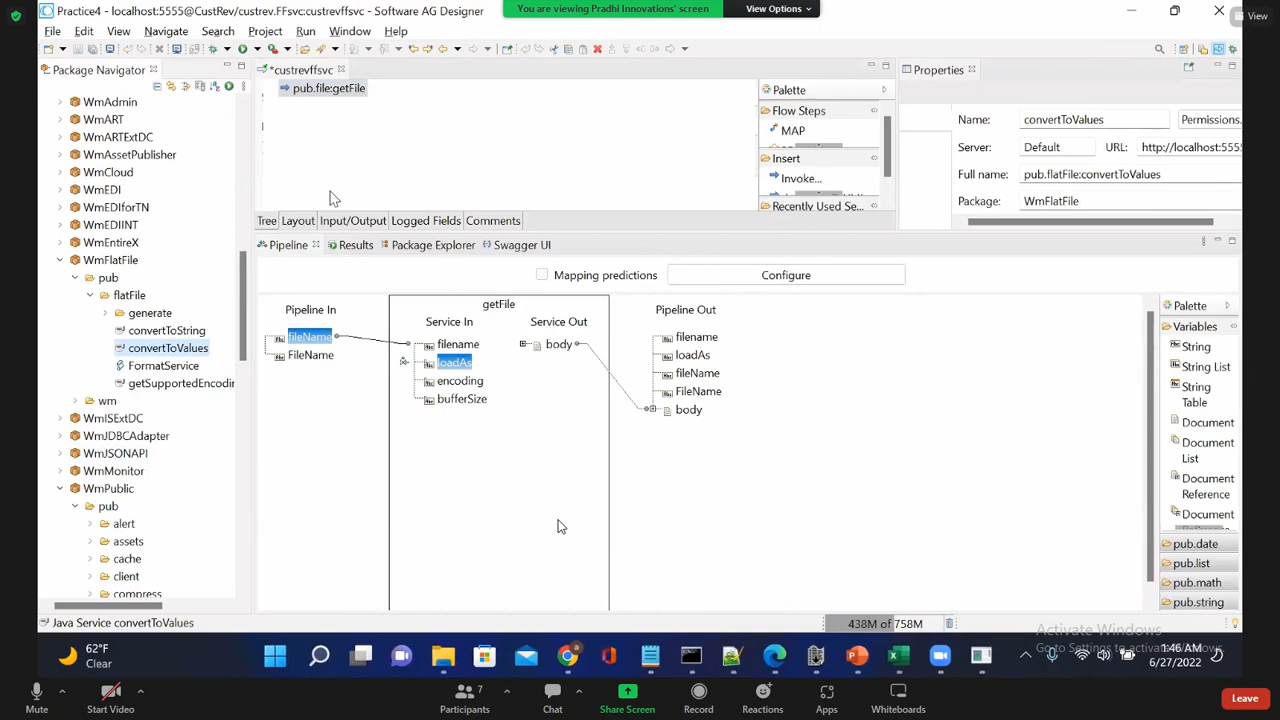 Practice4 - localhost:5555@CustRev/custrev.FFsvc:custrevffsvc - Software AG Designer
You are viewing Pradhi Innovations' screen
View Options
View
File Edit View Navigate Search Project Run Window Help
Package Navigator
WmAdmin
WmART
WmARTExtDC
WmAssetPublisher
WmCloud
WmEDI
WmEDIforTN
WmEDIINT
WmEntireX
WmFlatFile
pub
flatFile
generate
convertToString
convertToValues
FormatService
getSupportedEncodin
wm
WmISExtDC
WmJDBCAdapter
WmJSONAPI
WmMonitor
WmPublic
pub
alert
assets
cache
client
compress
*custrevffsvc
pub.file:getFile
Palette
Flow Steps
MAP
Insert
Invoke...
Recently Used Se...
Tree Layout Input/Output Logged Fields Comments
Properties
Name: convertToValues Permissions.
Server: Default URL: http://localhost:555
Full name: pub.flatFile:convertToValues
Package: WmFlatFile
Pipeline Results Package Explorer Swagger UI
Mapping predictions Configure
getFile
Pipeline In
fileName
FileName
Service In
filename
loadAs
encoding
bufferSize
Service Out
body
Pipeline Out
filename
loadAs
fileName
FileName
body
Palette
Variables
String
String List
String
Table
Document
Document
List
Document
Reference
Document
pub.date
pub.list
pub.math
pub.string
Java Service convertToValues
438M of 758M
Activate Windows
Go to Settings to activate Windows.
62°F
Clear
1:46 AM
6/27/2022
Mute
Start Video
7
Participants
Chat
Share Screen
Record
Reactions
Apps
Whiteboards
Leave